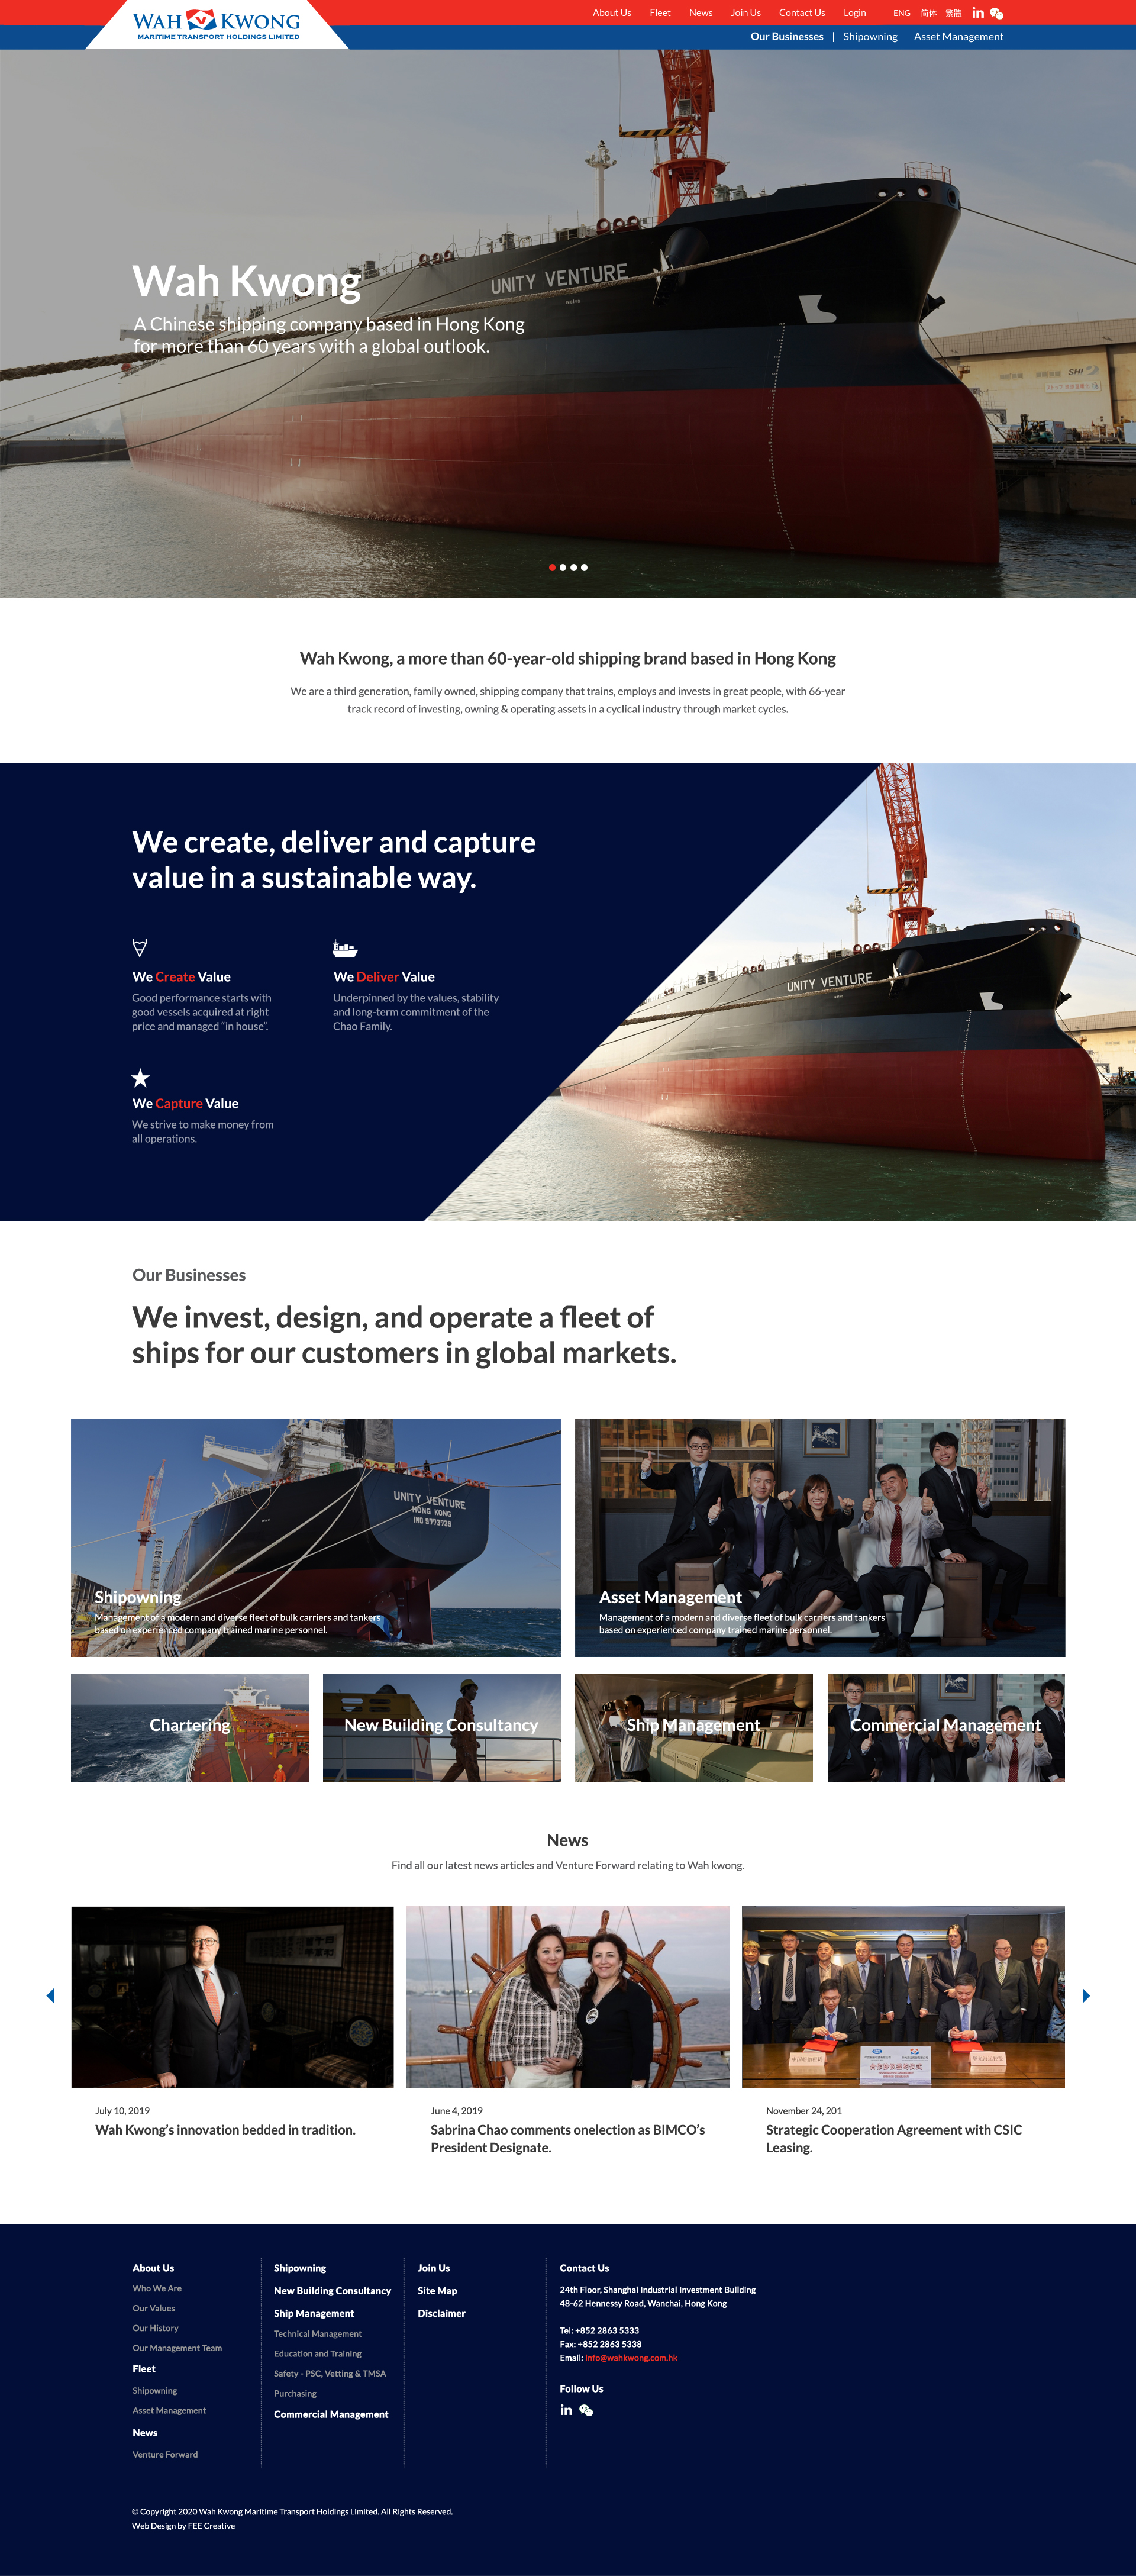 WAH KWONG
MARITIME TRANSPORT HOLDINGS LIMITED
About Us Fleet News Join Us Contact Us Login ENG 简体 繁體 in
Our Businesses | Shipowning Asset Management
UNITY VENTURE
Wah Kwong
A Chinese shipping company based in Hong Kong
for more than 60 years with a global outlook.
Wah Kwong, a more than 60-year-old shipping brand based in Hong Kong
We are a third generation, family owned, shipping company that trains, employs and invests in great people, with 66-year
track record of investing, owning & operating assets in a cyclical industry through market cycles.
We create, deliver and capture
value in a sustainable way.
We Create Value
Good performance starts with
good vessels acquired at right
price and managed “in house”.
We Deliver Value
Underpinned by the values, stability
and long-term commitment of the
Chao Family.
We Capture Value
We strive to make money from
all operations.
UNITY VENTURE
Our Businesses
We invest, design, and operate a fleet of
ships for our customers in global markets.
UNITY VENTURE
HONG KONG
IMO 9773739
Shipowning
Management of a modern and diverse fleet of bulk carriers and tankers
based on experienced company trained marine personnel.
Asset Management
Management of a modern and diverse fleet of bulk carriers and tankers
based on experienced company trained marine personnel.
Chartering
New Building Consultancy
Ship Management
Commercial Management
News
Find all our latest news articles and Venture Forward relating to Wah kwong.
July 10, 2019
Wah Kwong’s innovation bedded in tradition.
June 4, 2019
Sabrina Chao comments onelection as BIMCO’s
President Designate.
November 24, 201
Strategic Cooperation Agreement with CSIC
Leasing.
About Us
Who We Are
Our Values
Our History
Our Management Team
Fleet
Shipowning
Asset Management
News
Venture Forward
Shipowning
New Building Consultancy
Ship Management
Technical Management
Education and Training
Safety - PSC, Vetting & TMSA
Purchasing
Commercial Management
Join Us
Site Map
Disclaimer
Contact Us
24th Floor, Shanghai Industrial Investment Building
48-62 Hennessy Road, Wanchai, Hong Kong
Tel: +852 2863 5333
Fax: +852 2863 5338
Email: info@wahkwong.com.hk
Follow Us
in
© Copyright 2020 Wah Kwong Maritime Transport Holdings Limited. All Rights Reserved.
Web Design by FEE Creative